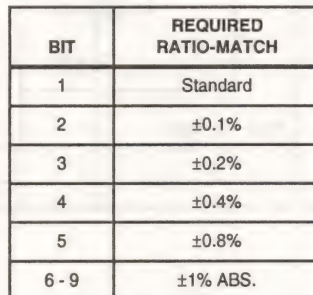 BIT
REQUIRED
RATIO-MATCH
1 Standard
2 ±0.1%
3 ±0.2%
4 ±0.4%
5 ±0.8%
6 - 9 ±1% ABS.